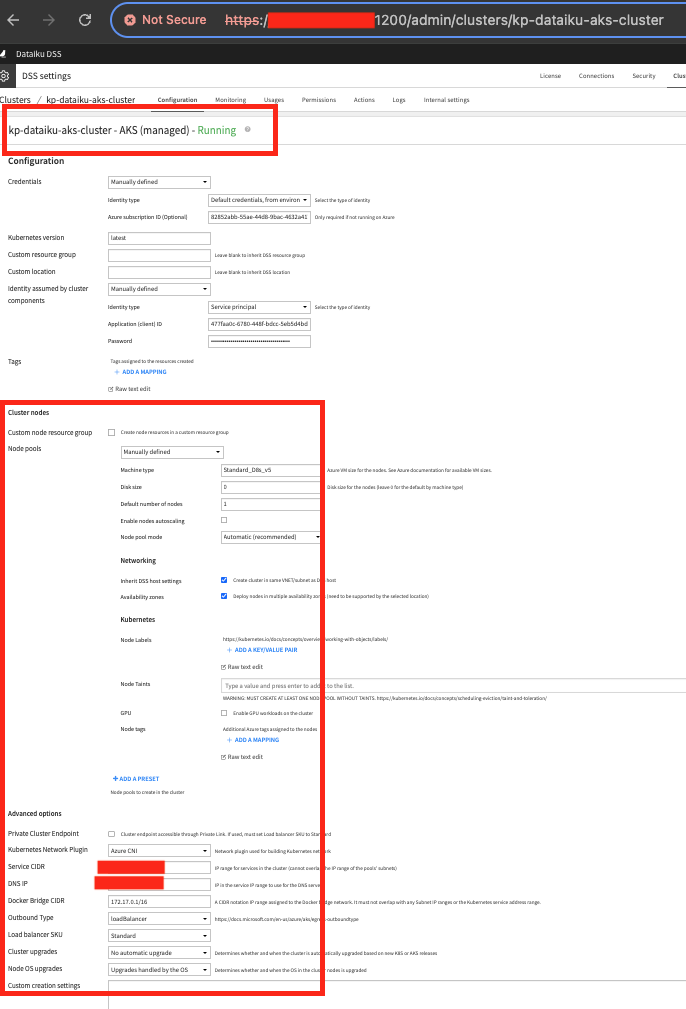 Not Secure https:/ 1200/admin/clusters/kp-dataiku-aks-cluster
Dataiku DSS
DSS settings License Connections Security Clus
Clusters / kp-dataiku-aks-cluster Configuration Monitoring Usages Permissions Actions Logs Internal settings
kp-dataiku-aks-cluster - AKS (managed) - Running
Configuration
Credentials Manually defined
Identity type Default credentials, from environ Select the type of identity
Azure subscription ID (Optional) 82852abb-55ae-44d8-9bac-4632a41 Only required if not running on Azure
Kubernetes version latest
Custom resource group Leave blank to inherit DSS resource group
Custom location Leave blank to inherit DSS location
Identity assumed by cluster components Manually defined
Identity type Service principal Select the type of identity
Application (client) ID 477faa0c-6780-448f-bdcc-5eb5d4bd
Password
Tags Tags assigned to the resources created
+ ADD A MAPPING
Raw text edit
Cluster nodes
Custom node resource group Create node resources in a custom resource group
Node pools Manually defined
Machine type Standard_D8s_v5 Azure VM size for the nodes. See Azure documentation for available VM sizes.
Disk size 0 Disk size for the nodes (leave 0 for the default by machine type)
Default number of nodes 1
Enable nodes autoscaling
Node pool mode Automatic (recommended)
Networking
Inherit DSS host settings Create cluster in same VNET/subnet as DSS host
Availability zones Deploy nodes in multiple availability zones (need to be supported by the selected location)
Kubernetes
Node Labels https://kubernetes.io/docs/concepts/overview/working-with-objects/labels/
+ ADD A KEY/VALUE PAIR
Raw text edit
Node Taints Type a value and press enter to add to the list.
WARNING: MUST CREATE AT LEAST ONE NODE POOL WITHOUT TAINTS. https://kubernetes.io/docs/concepts/scheduling-eviction/taint-and-toleration/
GPU Enable GPU workloads on the cluster
Node tags Additional Azure tags assigned to the nodes
+ ADD A MAPPING
Raw text edit
+ ADD A PRESET
Node pools to create in the cluster
Advanced options
Private Cluster Endpoint Cluster endpoint accessible through Private Link. If used, must set Load balancer SKU to Standard
Kubernetes Network Plugin Azure CNI Network plugin used for building Kubernetes network
Service CIDR IP range for services in the cluster (cannot overlap the IP range of the pools' subnets)
DNS IP IP in the service IP range to use for the DNS server
Docker Bridge CIDR 172.17.0.1/16 A CIDR notation IP range assigned to the Docker bridge network. It must not overlap with any Subnet IP ranges or the Kubernetes service address range.
Outbound Type loadBalancer https://docs.microsoft.com/en-us/azure/aks/egress-outboundtype
Load balancer SKU Standard
Cluster upgrades No automatic upgrade Determines whether and when the cluster is automatically upgraded based on new K8S or AKS releases
Node OS upgrades Upgrades handled by the OS Determines whether and when the OS in the cluster nodes is upgraded
Custom creation settings